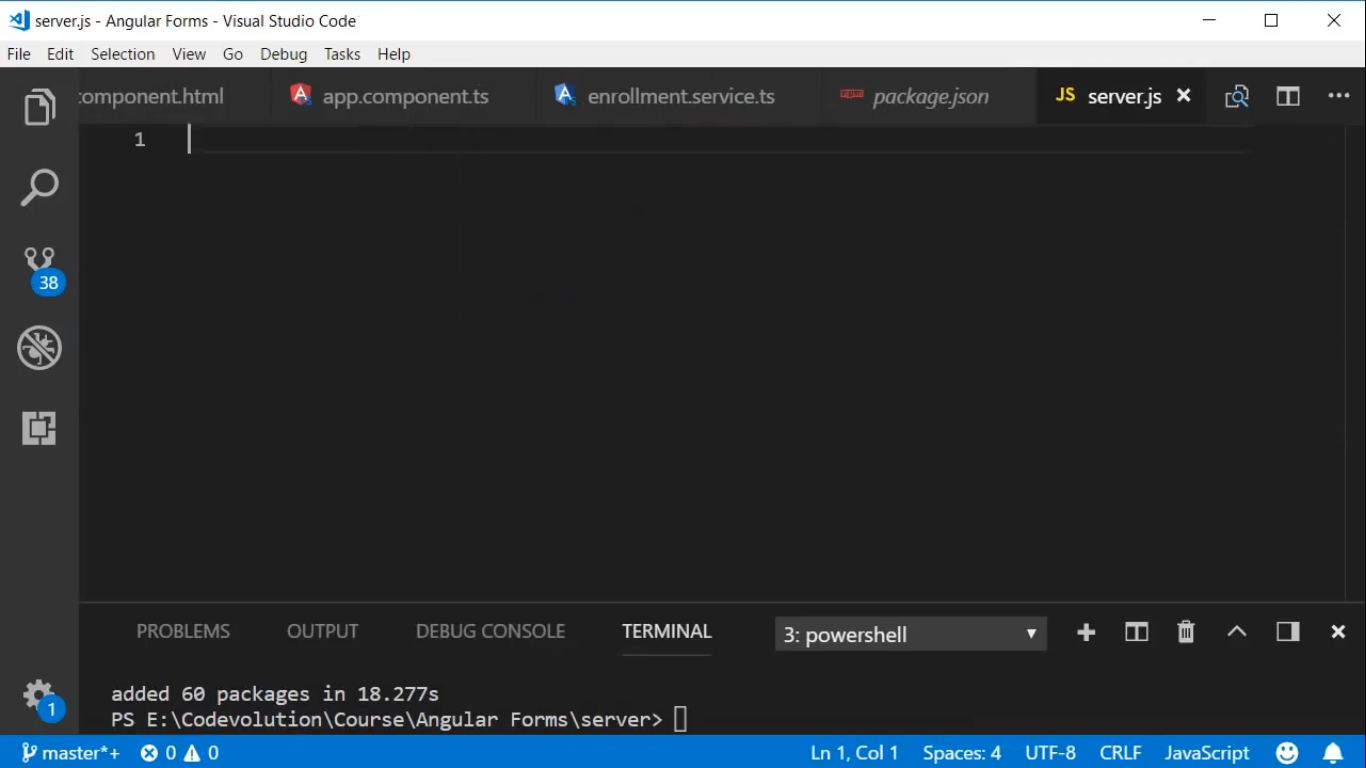 server.js - Angular Forms - Visual Studio Code
File Edit Selection View Go Debug Tasks Help
component.html app.component.ts enrollment.service.ts package.json JS server.js
1
38
PROBLEMS OUTPUT DEBUG CONSOLE TERMINAL 3: powershell
added 60 packages in 18.277s
PS E:\Codevolution\Course\Angular Forms\server>
1
master*+ 0 0 Ln 1, Col 1 Spaces: 4 UTF-8 CRLF JavaScript